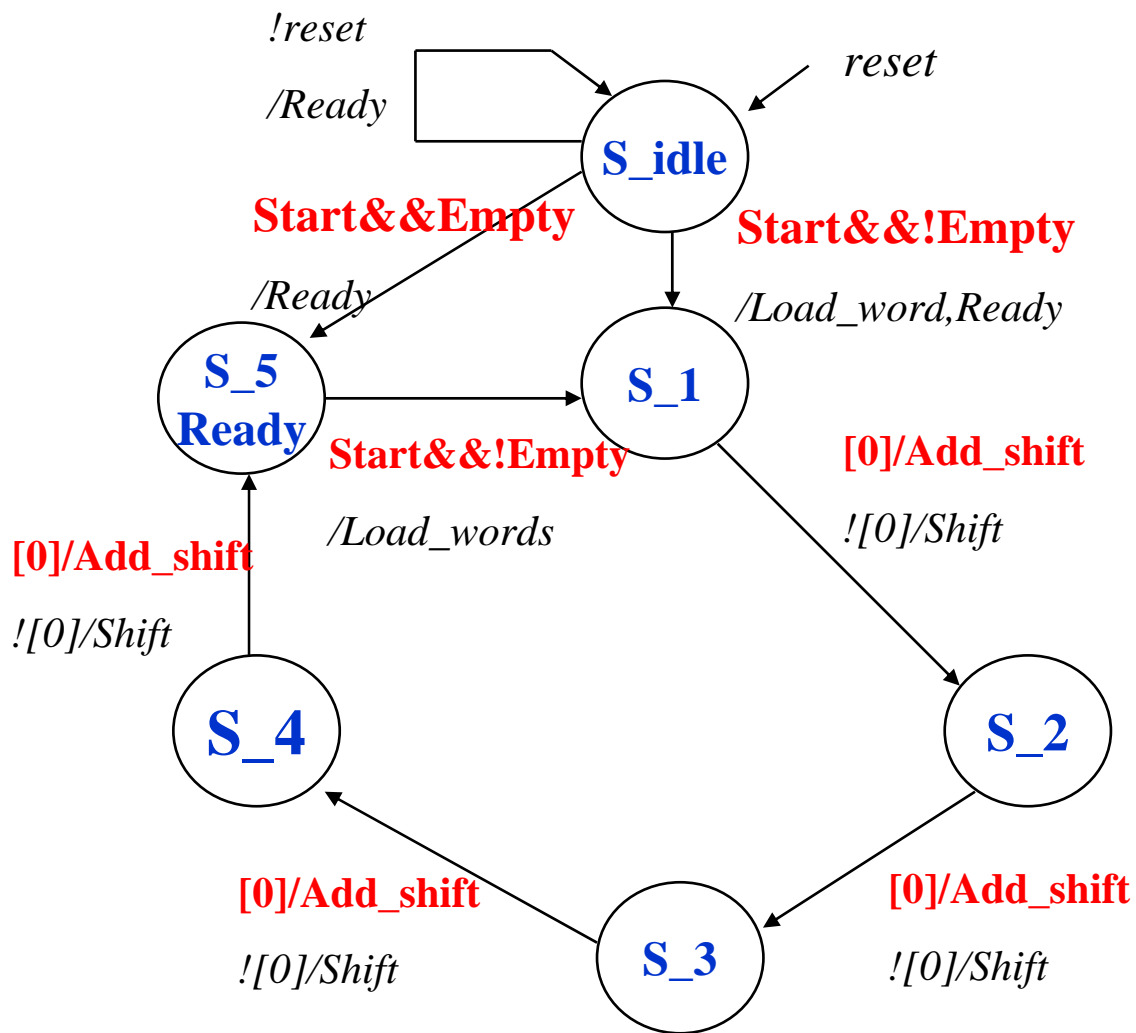 !reset
/Ready
reset
S_idle
Start&&Empty
/Ready
Start&&!Empty
/Load_word,Ready
S_5
Ready
S_1
Start&&!Empty
/Load_words
[0]/Add_shift
![0]/Shift
[0]/Add_shift
![0]/Shift
S_4
S_2
[0]/Add_shift
![0]/Shift
S_3
[0]/Add_shift
![0]/Shift